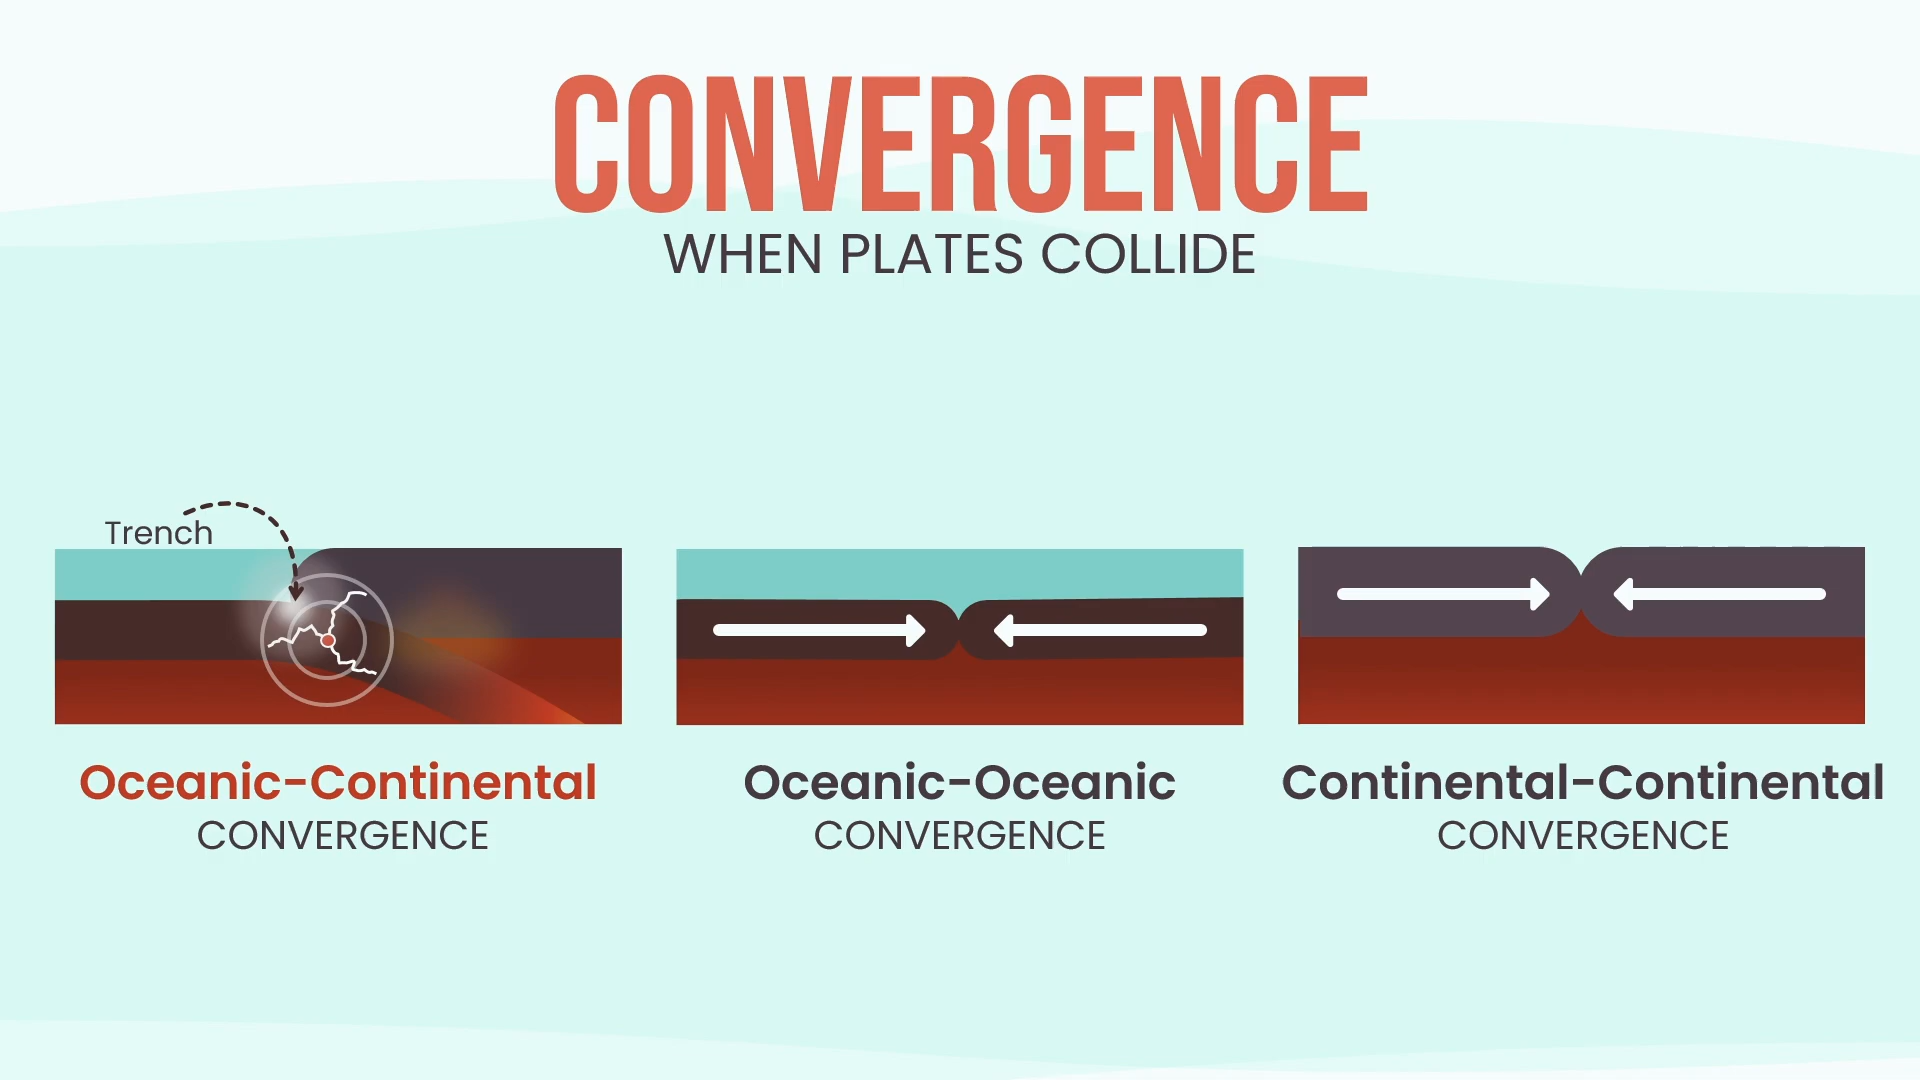 CONVERGENCE
WHEN PLATES COLLIDE
Trench
Oceanic-Continental
CONVERGENCE
Oceanic-Oceanic
CONVERGENCE
Continental-Continental
CONVERGENCE